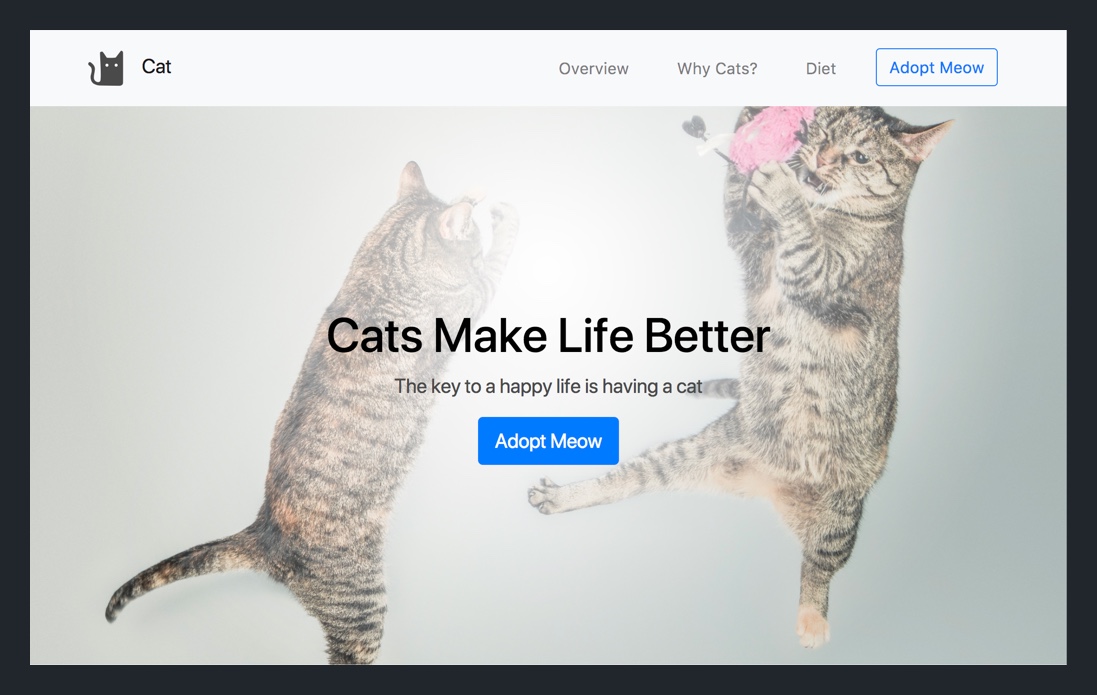 Cat
Overview
Why Cats?
Diet
Adopt Meow
Cats Make Life Better
The key to a happy life is having a cat
Adopt Meow